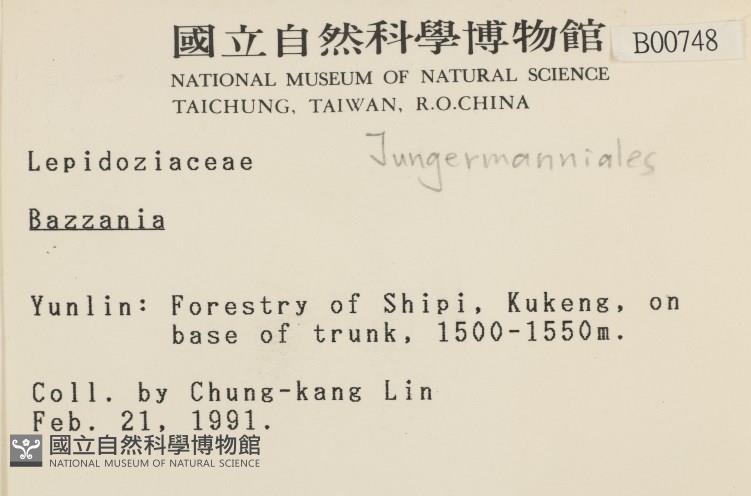 國立自然科學博物館
B00748
NATIONAL MUSEUM OF NATURAL SCIENCE
TAICHUNG, TAIWAN, R.O.CHINA
Lepidoziaceae
Jungermanniales
Bazzania
Yunlin: Forestry of Shipi, Kukeng, on
base of trunk, 1500-1550m.
Coll. by Chung-kang Lin
Feb. 21, 1991.
國立自然科學博物館
NATIONAL MUSEUM OF NATURAL SCIENCE